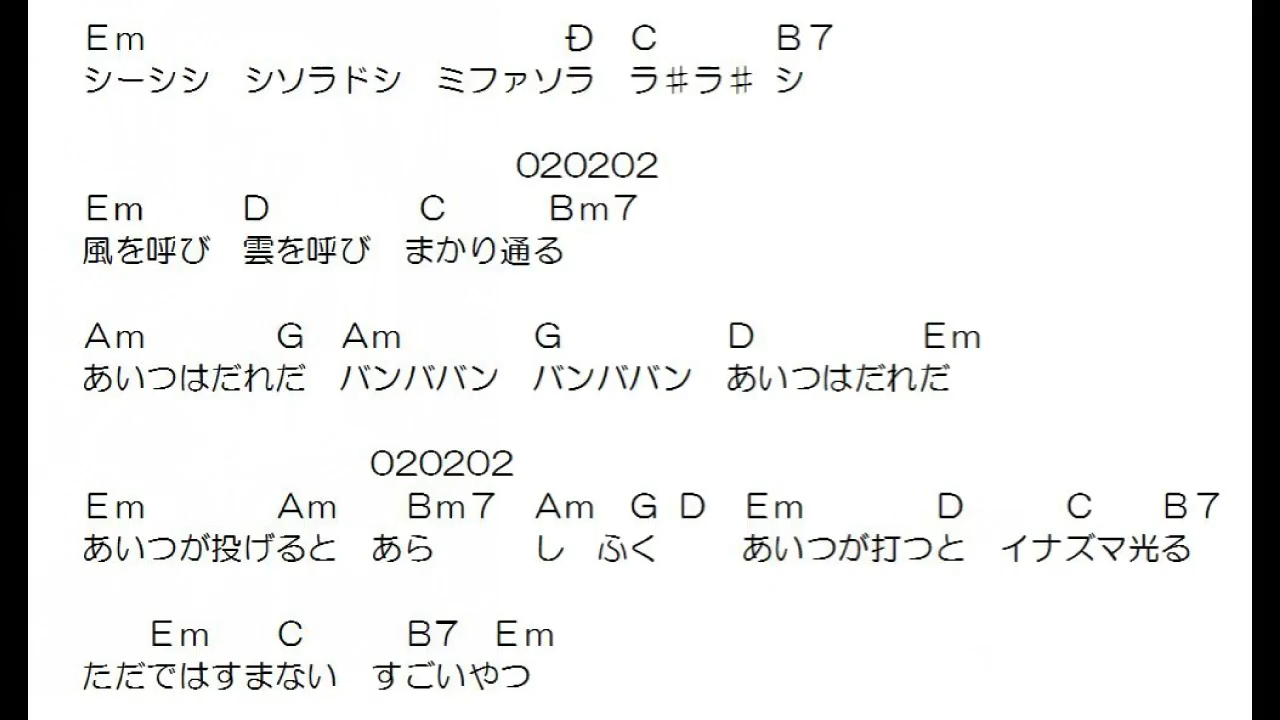 Em D C B7
シーシシ シソラドシ ミファソラ ラ♯ラ♯ シ
020202
Em D C Bm7
風を呼び 雲を呼び まかり通る
Am G Am G D Em
あいつはだれだ バンババン バンババン あいつはだれだ
020202
Em Am Bm7 Am G D Em D C B7
あいつが投げると あら し ふく あいつが打つと イナズマ光る
Em C B7 Em
ただではすまない すごいやつ